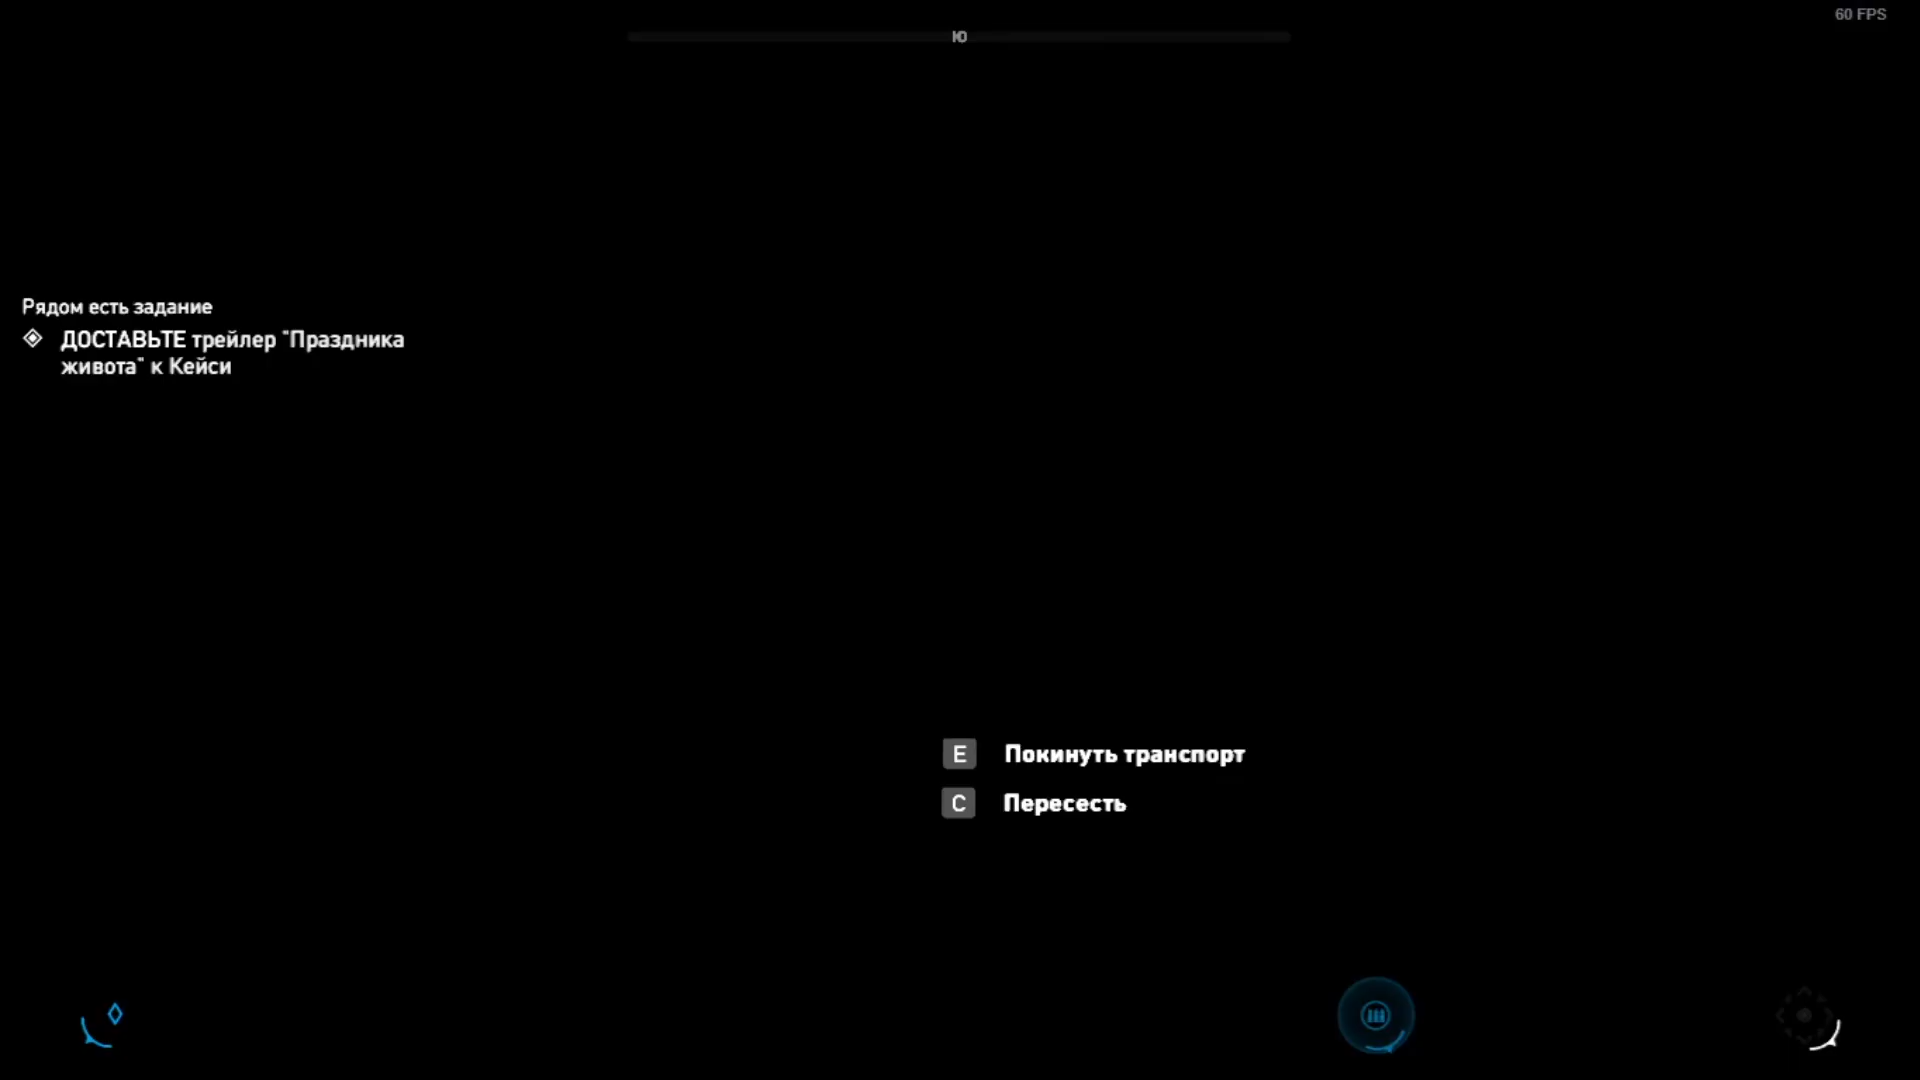 60 FPS
Ю
Рядом есть задание
ДОСТАВЬТЕ трейлер "Праздника
живота" к Кейси
E Покинуть транспорт
C Пересесть